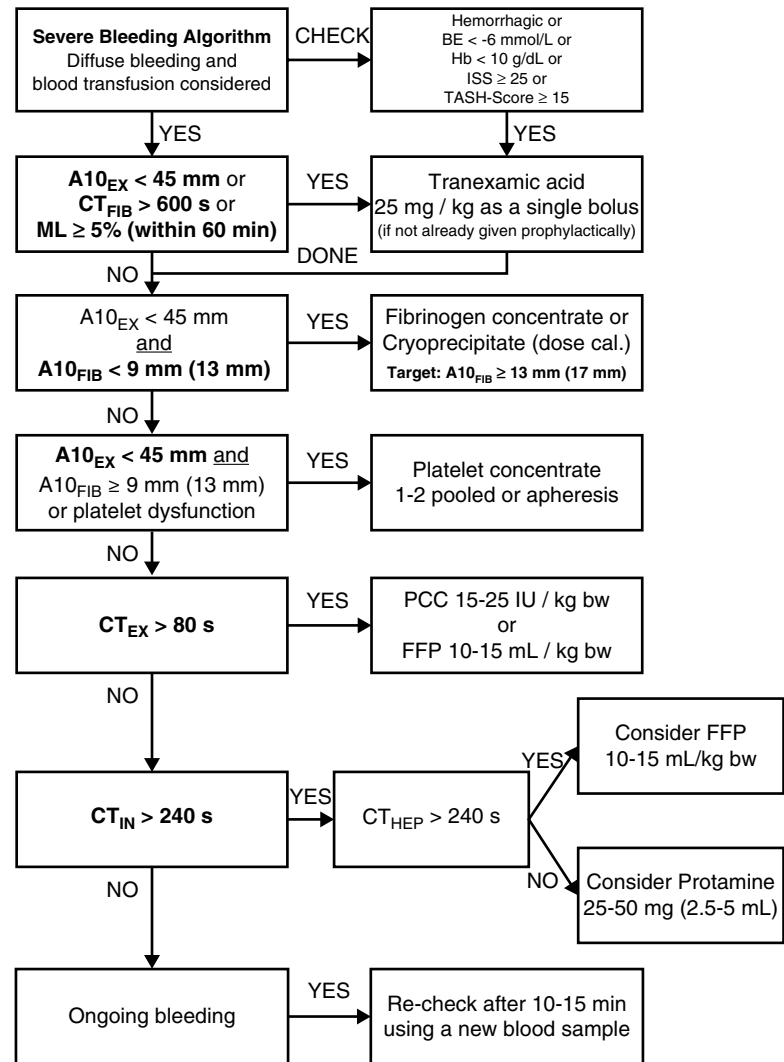 Severe Bleeding Algorithm
Diffuse bleeding and
blood transfusion considered
CHECK
Hemorrhagic or
BE < -6 mmol/L or
Hb < 10 g/dL or
ISS ≥ 25 or
TASH-Score ≥ 15
YES
YES
A10EX < 45 mm or
CTFIB > 600 s or
ML ≥ 5% (within 60 min)
YES
Tranexamic acid
25 mg / kg as a single bolus
(if not already given prophylactically)
NO
DONE
A10EX < 45 mm
and
A10FIB < 9 mm (13 mm)
YES
Fibrinogen concentrate or
Cryoprecipitate (dose cal.)
Target: A10FIB ≥ 13 mm (17 mm)
NO
A10EX < 45 mm and
A10FIB ≥ 9 mm (13 mm)
or platelet dysfunction
YES
Platelet concentrate
1-2 pooled or apheresis
NO
CTEX > 80 s
YES
PCC 15-25 IU / kg bw
or
FFP 10-15 mL / kg bw
NO
CTIN > 240 s
YES
CTHEP > 240 s
YES
Consider FFP
10-15 mL/kg bw
NO
Consider Protamine
25-50 mg (2.5-5 mL)
NO
Ongoing bleeding
YES
Re-check after 10-15 min
using a new blood sample